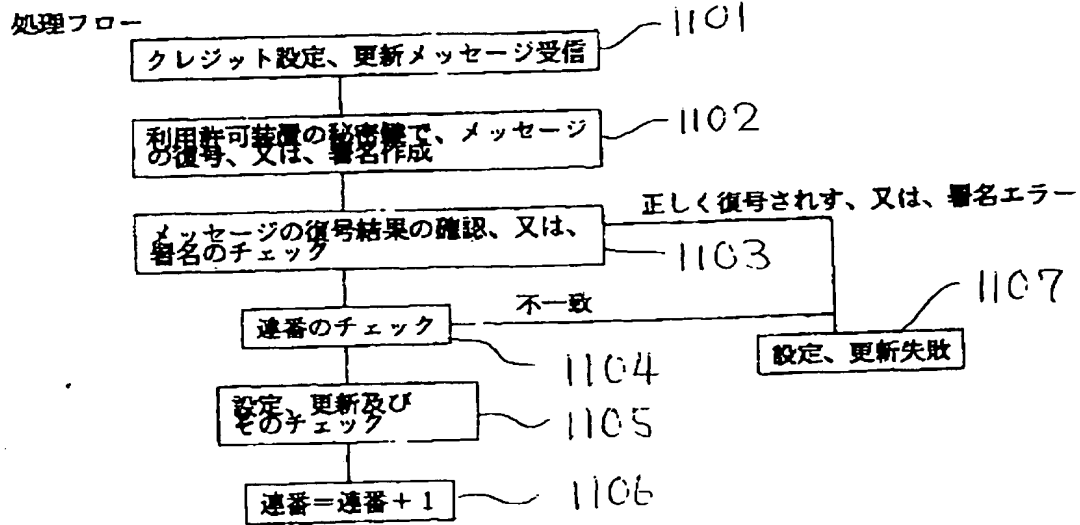 処理フロー
1101
クレジット設定、更新メッセージ受信
1102
利用許可装置の秘密鍵で、メッセージ
の復号、又は、署名作成
正しく復号されす、又は、署名エラー
メッセージの復号結果の確認、又は、
署名のチェック
1103
不一致
1107
連番のチェック
設定、更新失敗
1104
設定、更新及び
そのチェック
1105
連番＝連番＋1
1106